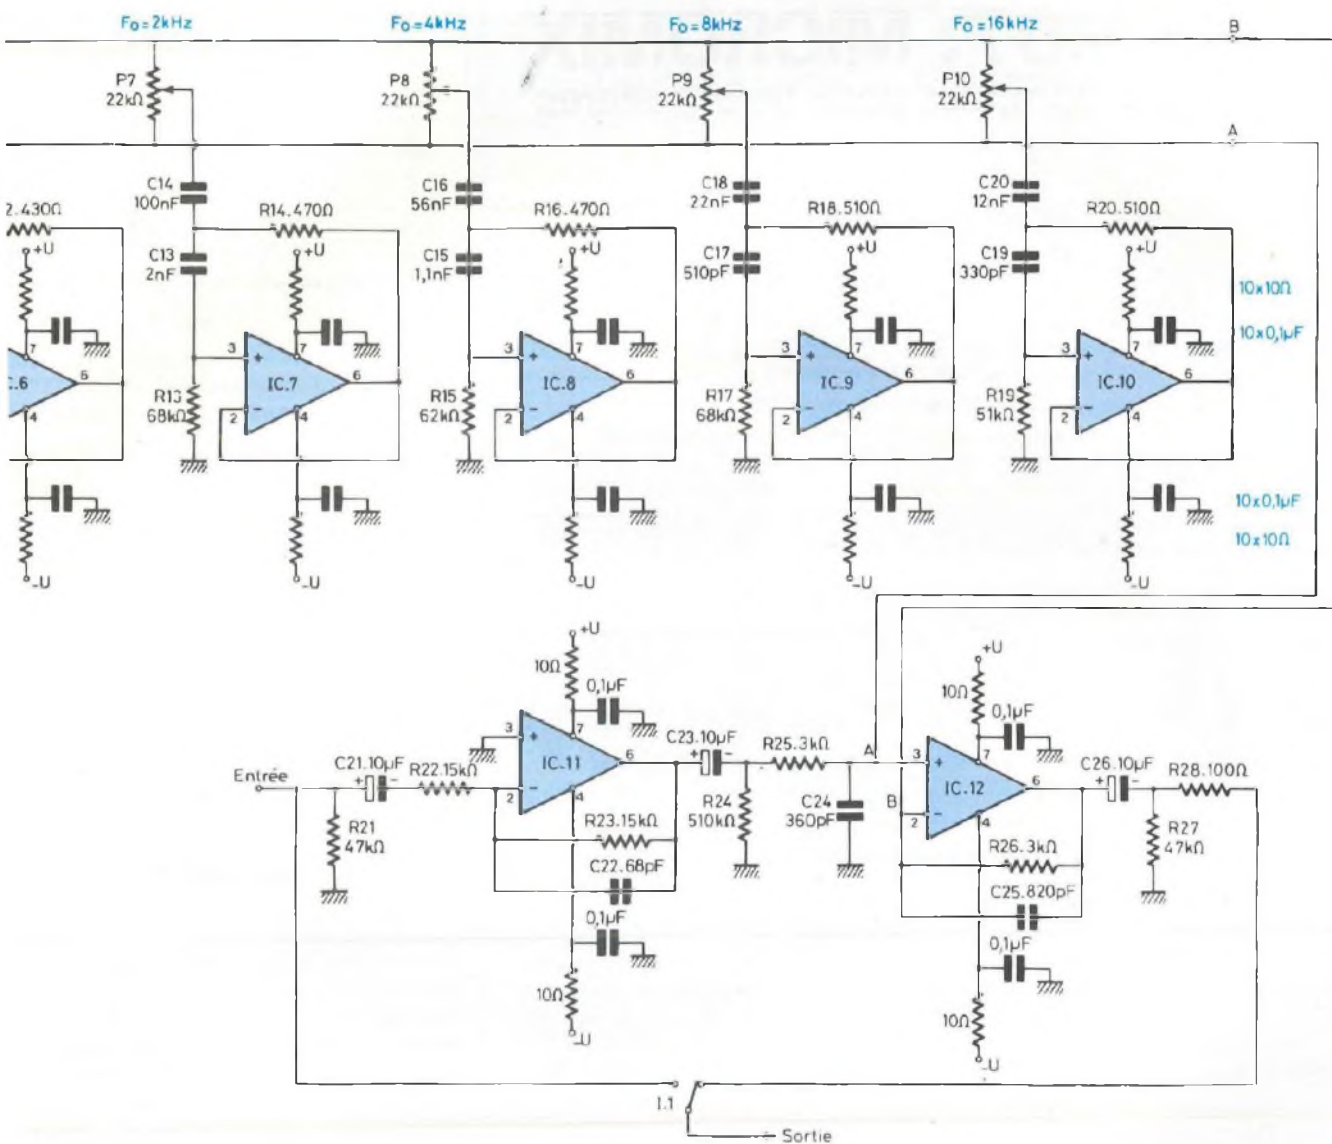 Fo=2kHz
Fo=4kHz
Fo=8kHz
Fo=16kHz
B
P7
22kΩ
P8
22kΩ
P9
22kΩ
P10
22kΩ
A
C14
100nF
C16
56nF
C18
22nF
C20
12nF
2.430Ω
R14.470Ω
R16.470Ω
R18.510Ω
R20.510Ω
+U
+U
+U
+U
+U
C13
2nF
C15
1,1nF
C17
510pF
C19
330pF
10x10Ω
10x0,1µF
7
3
+
7
3
+
7
3
+
7
3
+
7
C.6
6
IC.7
6
IC.8
6
IC.9
6
IC.10
6
R13
68kΩ
R15
62kΩ
R17
68kΩ
R19
51kΩ
4
2
−
4
2
−
4
2
−
4
2
−
4
10x0,1µF
10x10Ω
-U
-U
-U
-U
-U
+U
10Ω
0,1µF
+U
10Ω
0,1µF
Entrée
C21.10µF
+
−
R22.15kΩ
3
+
7
IC.11
6
2
−
4
C23.10µF
+
−
R25.3kΩ
A
3
+
7
IC.12
6
B
2
−
4
C26.10µF
+
−
R28.100Ω
R21
47kΩ
R23.15kΩ
C22.68pF
R24
510kΩ
C24
360pF
R26.3kΩ
C25.820pF
R27
47kΩ
0,1µF
0,1µF
10Ω
10Ω
-U
-U
I.1
Sortie